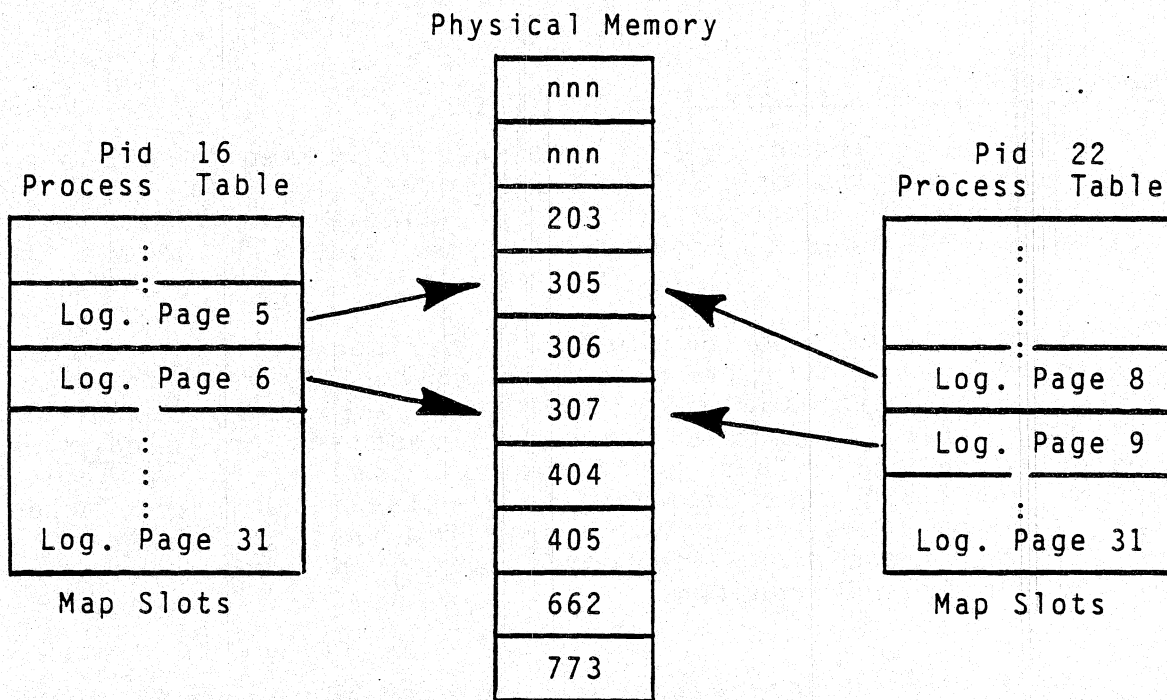 Physical Memory
nnn
nnn
203
305
306
307
404
405
662
773
Pid 16
Process Table
Log. Page 5
Log. Page 6
Log. Page 31
Map Slots
Pid 22
Process Table
Log. Page 8
Log. Page 9
Log. Page 31
Map Slots